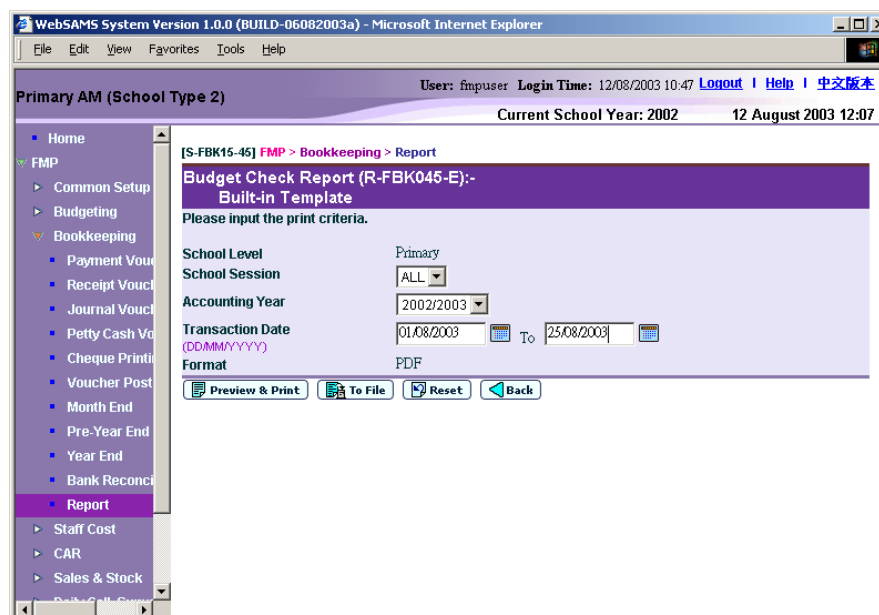 WebSAMS System Version 1.0.0 (BUILD-06082003a) - Microsoft Internet Explorer
File Edit View Favorites Tools Help
Primary AM (School Type 2)
User: fmpuser Login Time: 12/08/2003 10:47 Logout | Help | 中文版本
Current School Year: 2002 12 August 2003 12:07
Home
FMP
Common Setup
Budgeting
Bookkeeping
Payment Vou
Receipt Vouc
Journal Vouc
Petty Cash Vo
Cheque Printi
Voucher Post
Month End
Pre-Year End
Year End
Bank Reconci
Report
Staff Cost
CAR
Sales & Stock
[S-FBK15-45] FMP > Bookkeeping > Report
Budget Check Report (R-FBK045-E):-
Built-in Template
Please input the print criteria.
School Level Primary
School Session ALL
Accounting Year 2002/2003
Transaction Date 01/08/2003 To 25/08/2003
(DD/MM/YYYY)
Format PDF
Preview & Print To File Reset Back